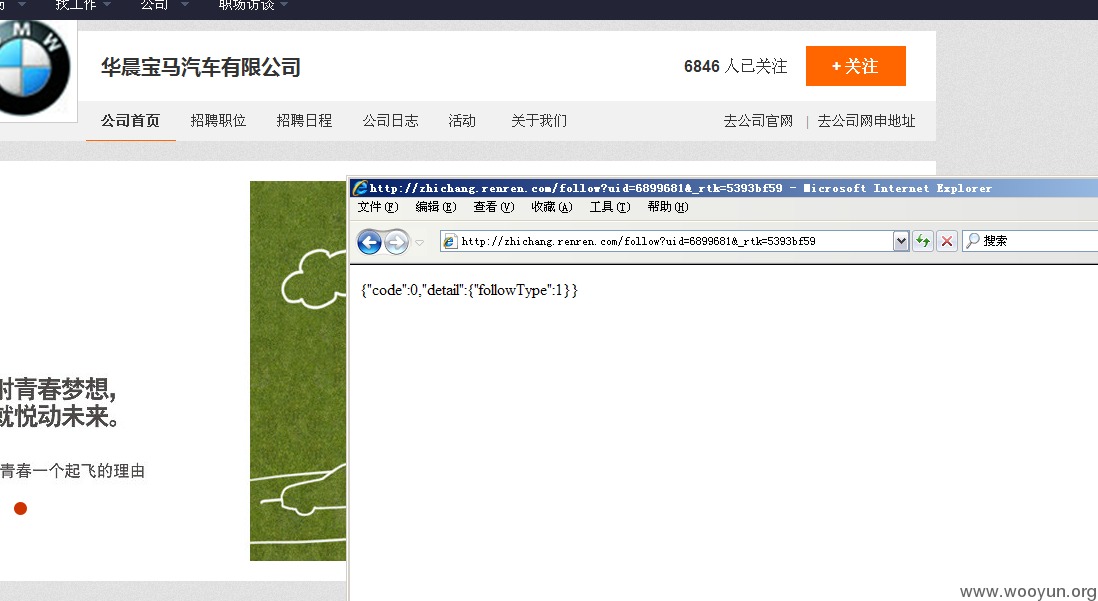 找工作 公司 职场访谈
BMW
华晨宝马汽车有限公司
6846 人已关注
+ 关注
公司首页 招聘职位 招聘日程 公司日志 活动 关于我们 去公司官网 | 去公司网申地址
http://zhichang.renren.com/follow?uid=6899681&_rtk=5393bf59 - Microsoft Internet Explorer
文件(F) 编辑(E) 查看(V) 收藏(A) 工具(T) 帮助(H)
http://zhichang.renren.com/follow?uid=6899681&_rtk=5393bf59 搜索
{"code":0,"detail":{"followType":1}}
青春梦想,
就悦动未来。
青春一个起飞的理由
www.wooyun.org